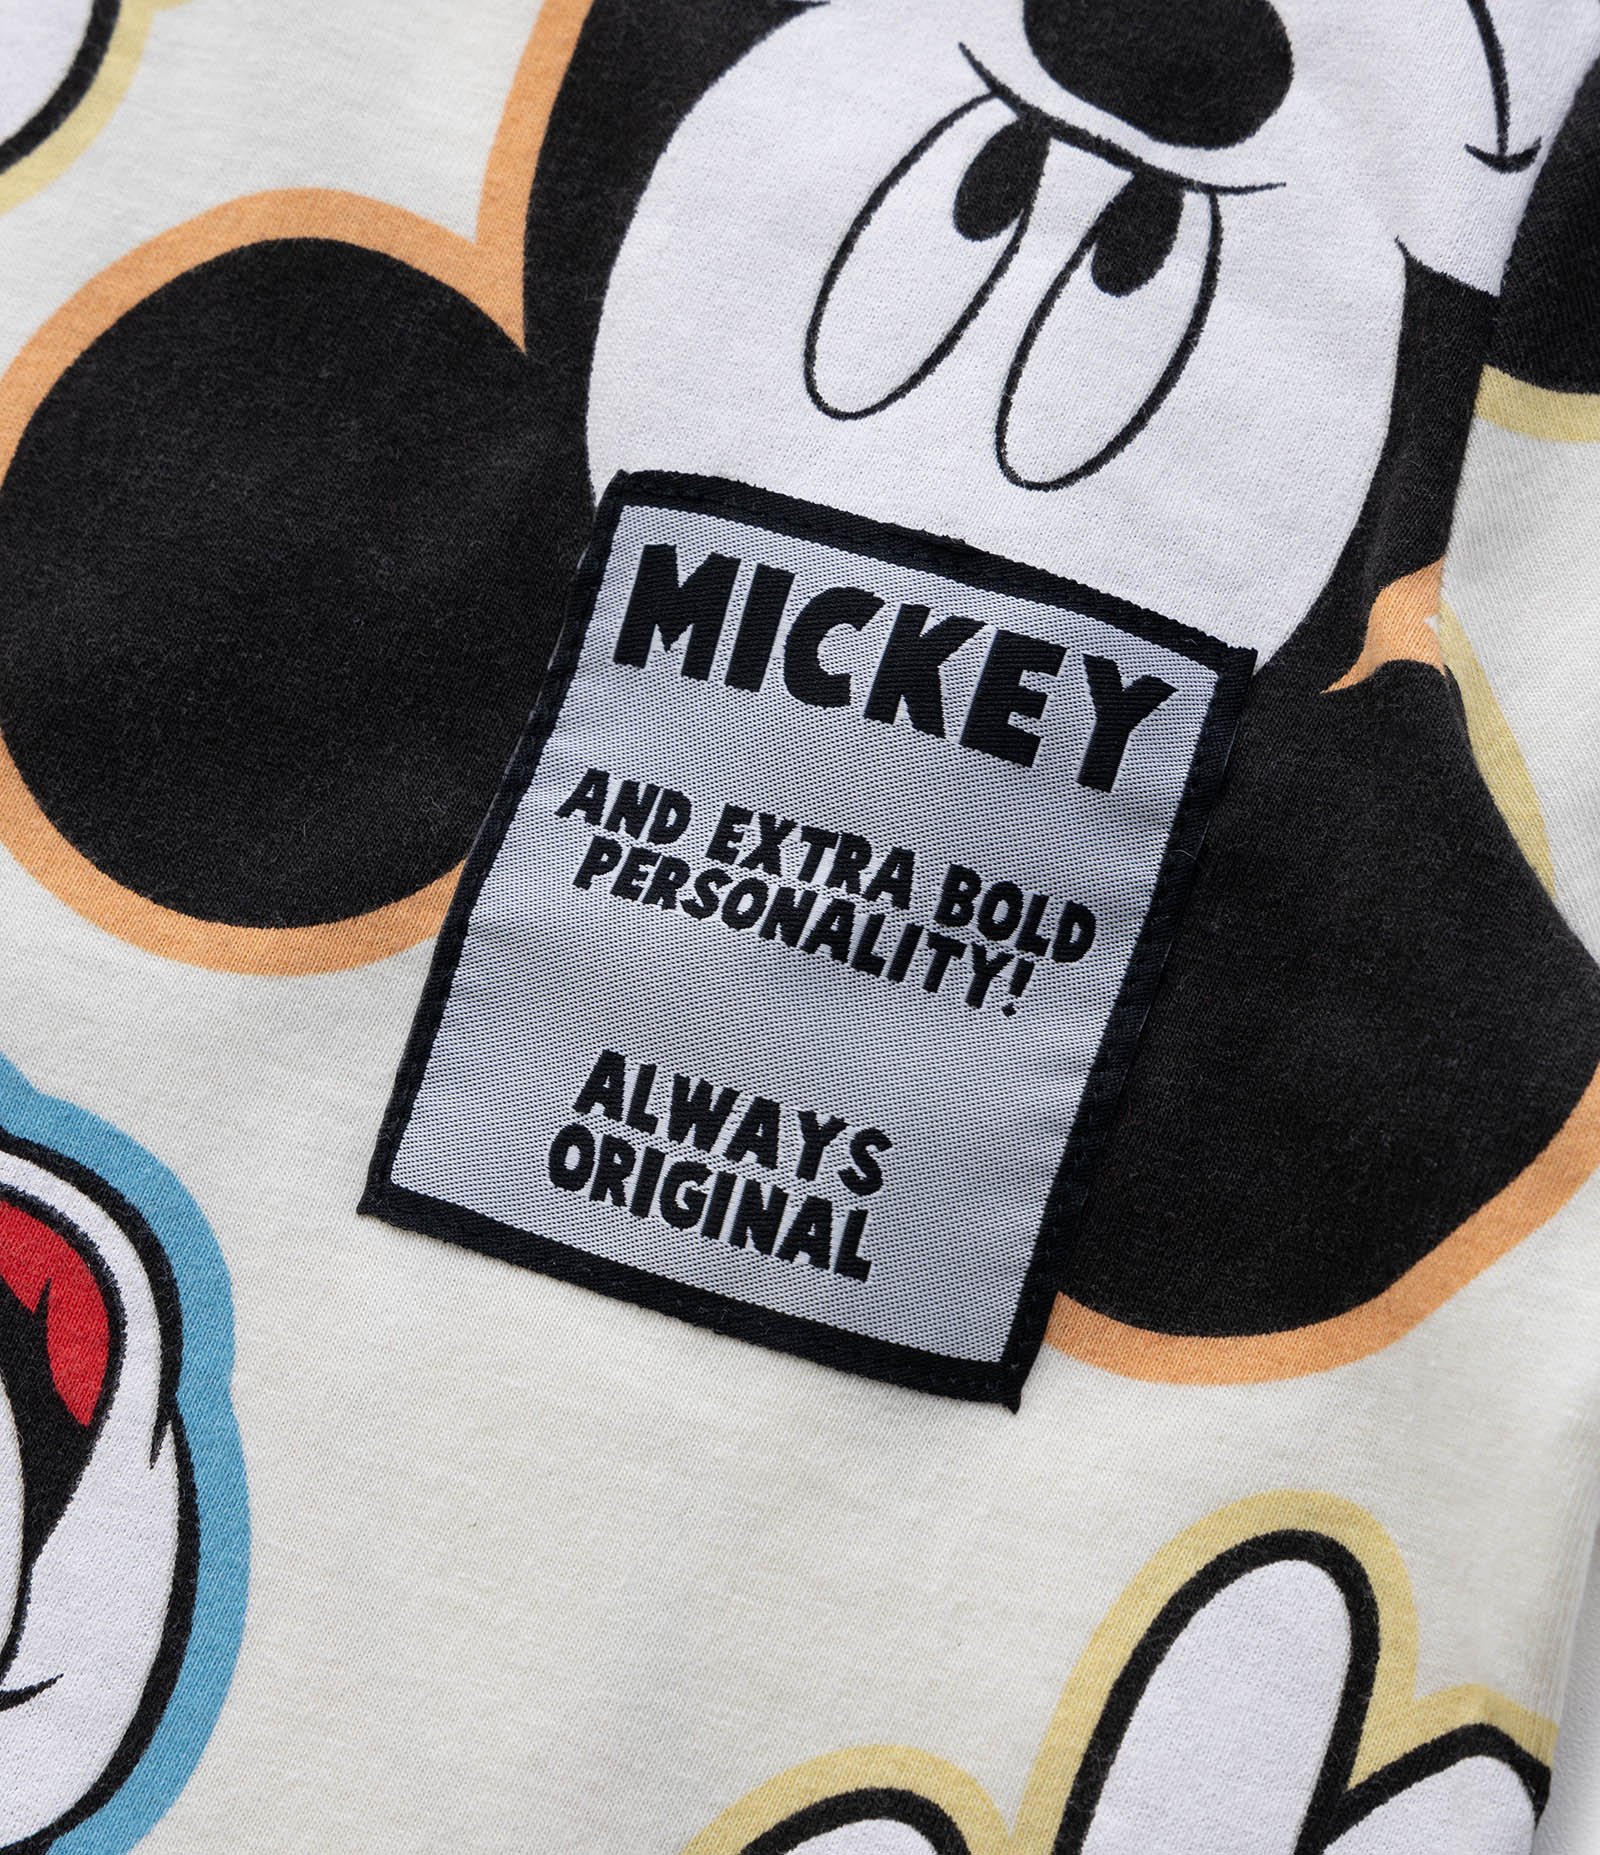 MICKEY
AND EXTRA BOLD
PERSONALITY!
ALWAYS
ORIGINAL